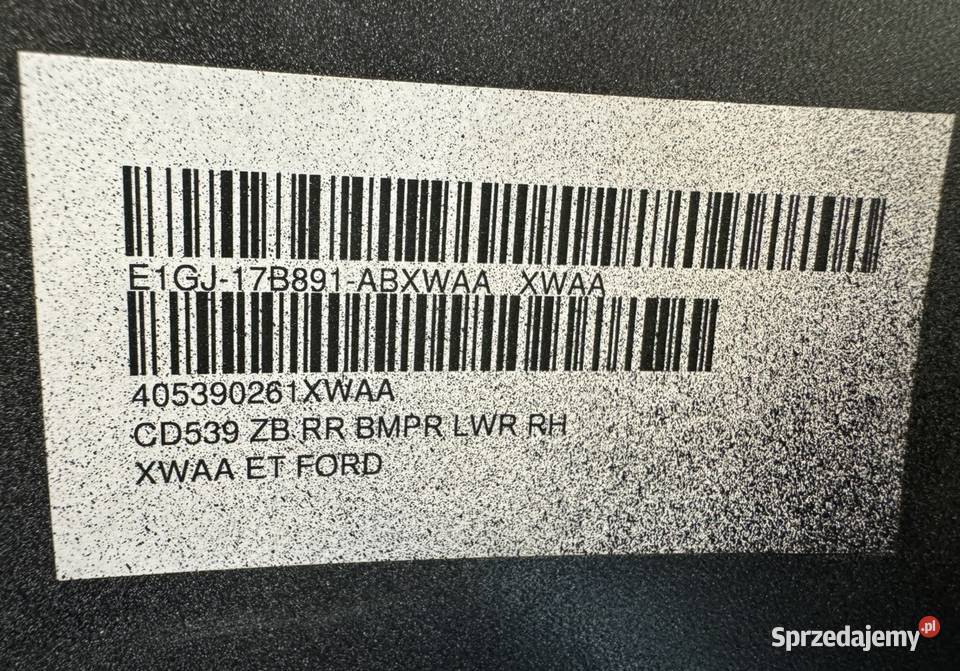 E1GJ-17B891-ABXWAA XWAA
405390261XWAA
CD539 ZB RR BMPR LWR RH
XWAA ET FORD
Sprzedajemy.pl